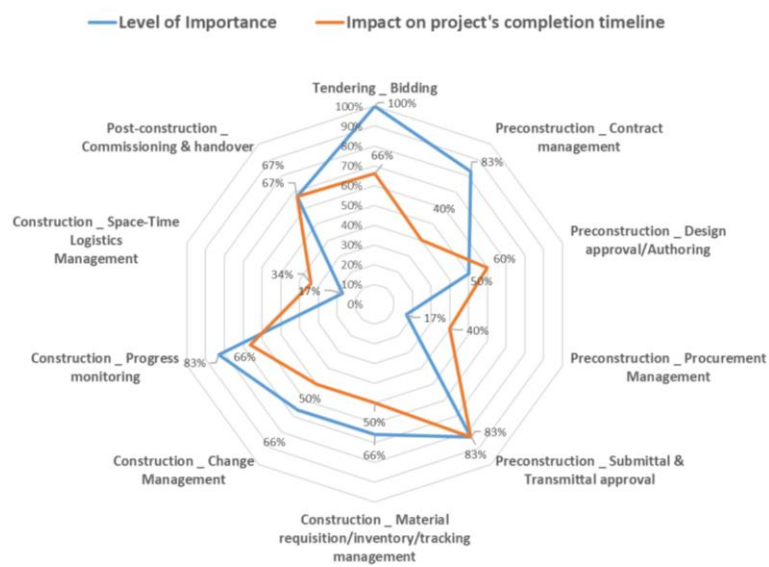 Level of Importance
Impact on project's completion timeline
Tendering _ Bidding
100%
100%
90%
80%
70%
60%
50%
40%
30%
20%
10%
0%
66%
Post-construction _
Commissioning & handover
67%
67%
Preconstruction _ Contract
management
83%
40%
Construction _ Space-Time
Logistics
Management
34%
17%
Preconstruction _ Design
approval/Authoring
60%
50%
Construction _ Progress
monitoring
83%
66%
17%
40%
Preconstruction _ Procurement
Management
50%
66%
Construction _ Change
Management
50%
66%
83%
83%
Preconstruction _ Submittal &
Transmittal approval
Construction _ Material
requisition/inventory/tracking
management